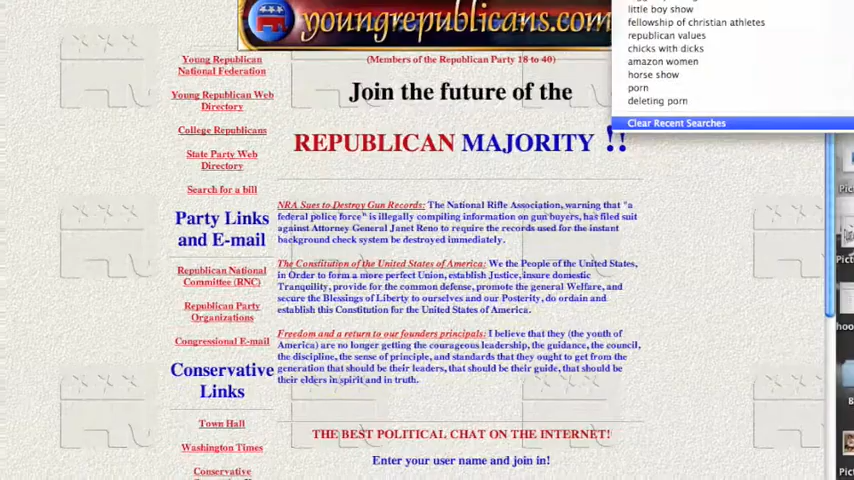 youngrepublicans.com
little boy show
fellowship of christian athletes
republican values
chicks with dicks
amazon women
horse show
porn
deleting porn
Clear Recent Searches
Young Republican
National Federation
Young Republican Web
Directory
College Republicans
State Party Web
Directory
Search for a bill
Party Links
and E-mail
Republican National
Committee (RNC)
Republican Party
Organizations
Congressional E-mail
Conservative
Links
Town Hall
Washington Times
Conservative
(Members of the Republican Party 18 to 40)
Join the future of the
REPUBLICAN MAJORITY !!
NRA Sues to Destroy Gun Records: The National Rifle Association, warning that "a
federal police force" is illegally compiling information on gun buyers, has filed suit
against Attorney General Janet Reno to require the records used for the instant
background check system be destroyed immediately.
The Constitution of the United States of America: We the People of the United States,
in Order to form a more perfect Union, establish Justice, insure domestic
Tranquility, provide for the common defense, promote the general Welfare, and
secure the Blessings of Liberty to ourselves and our Posterity, do ordain and
establish this Constitution for the United States of America.
Freedom and a return to our founders principals: I believe that they (the youth of
America) are no longer getting the courageous leadership, the guidance, the council,
the discipline, the sense of principle, and standards that they ought to get from the
generation that should be their leaders, that should be their guide, that should be
their elders in spirit and in truth.
THE BEST POLITICAL CHAT ON THE INTERNET!
Enter your user name and join in!